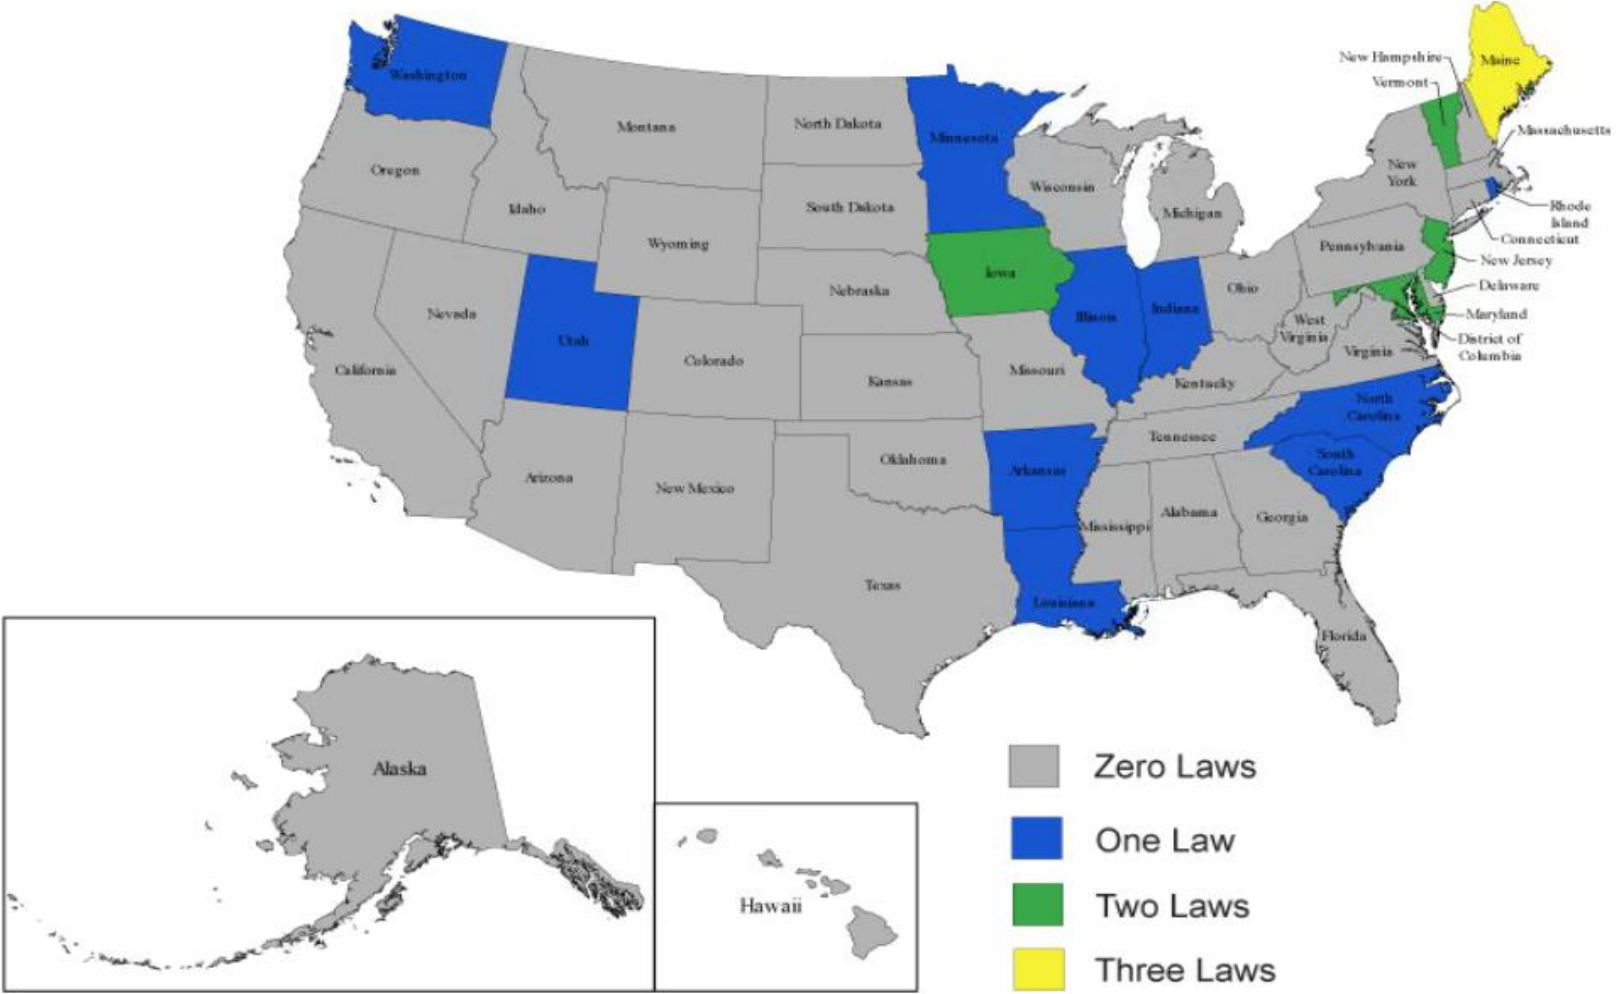 Washington
Montana
North Dakota
Minnesota
New Hampshire
Vermont
Maine
Massachusetts
Oregon
Idaho
South Dakota
Wisconsin
Michigan
New
York
Rhode
Island
Connecticut
Wyoming
Iowa
Pennsylvania
New Jersey
Nevada
Utah
Nebraska
Illinois
Indiana
Ohio
Delaware
Maryland
West
Virginia
District of
Columbia
Virginia
California
Colorado
Kansas
Missouri
Kentucky
North
Carolina
Tennessee
South
Carolina
Arizona
New Mexico
Oklahoma
Arkansas
Mississippi
Alabama
Georgia
Texas
Louisiana
Florida
Alaska
Hawaii
Zero Laws
One Law
Two Laws
Three Laws